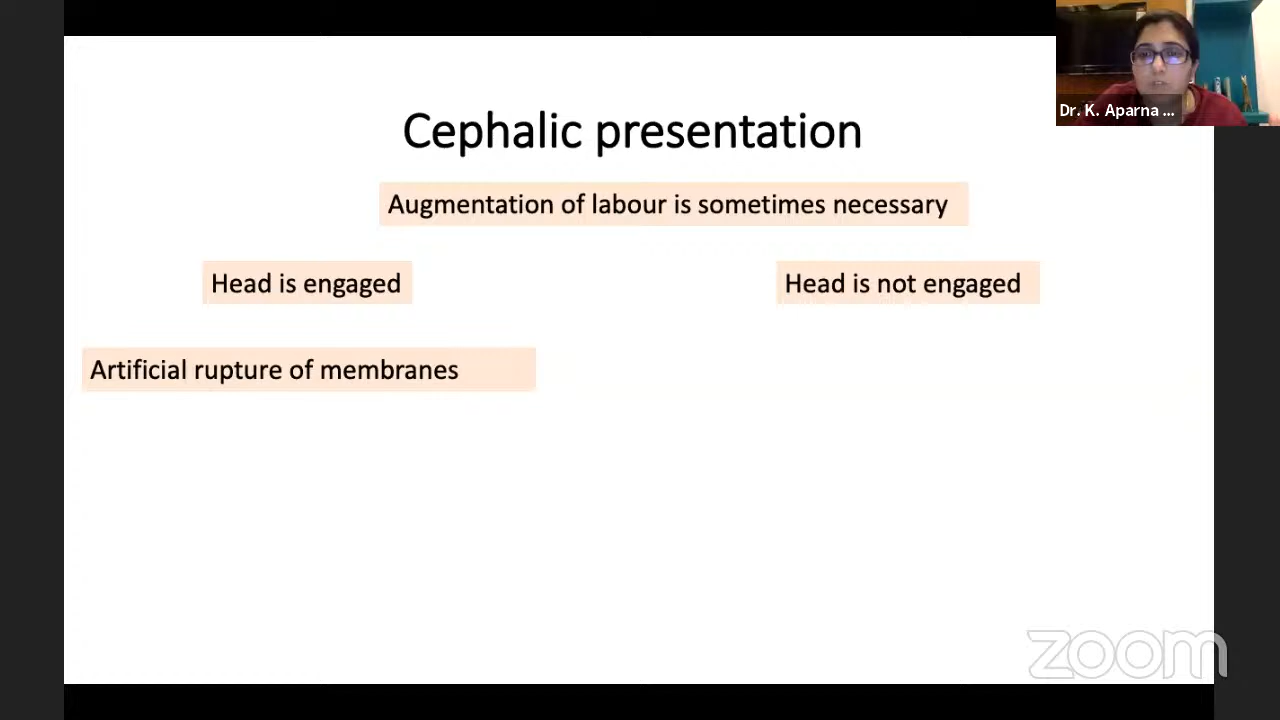 Dr. K. Aparna ...
Cephalic presentation
Augmentation of labour is sometimes necessary
Head is engaged
Head is not engaged
Artificial rupture of membranes
zoom